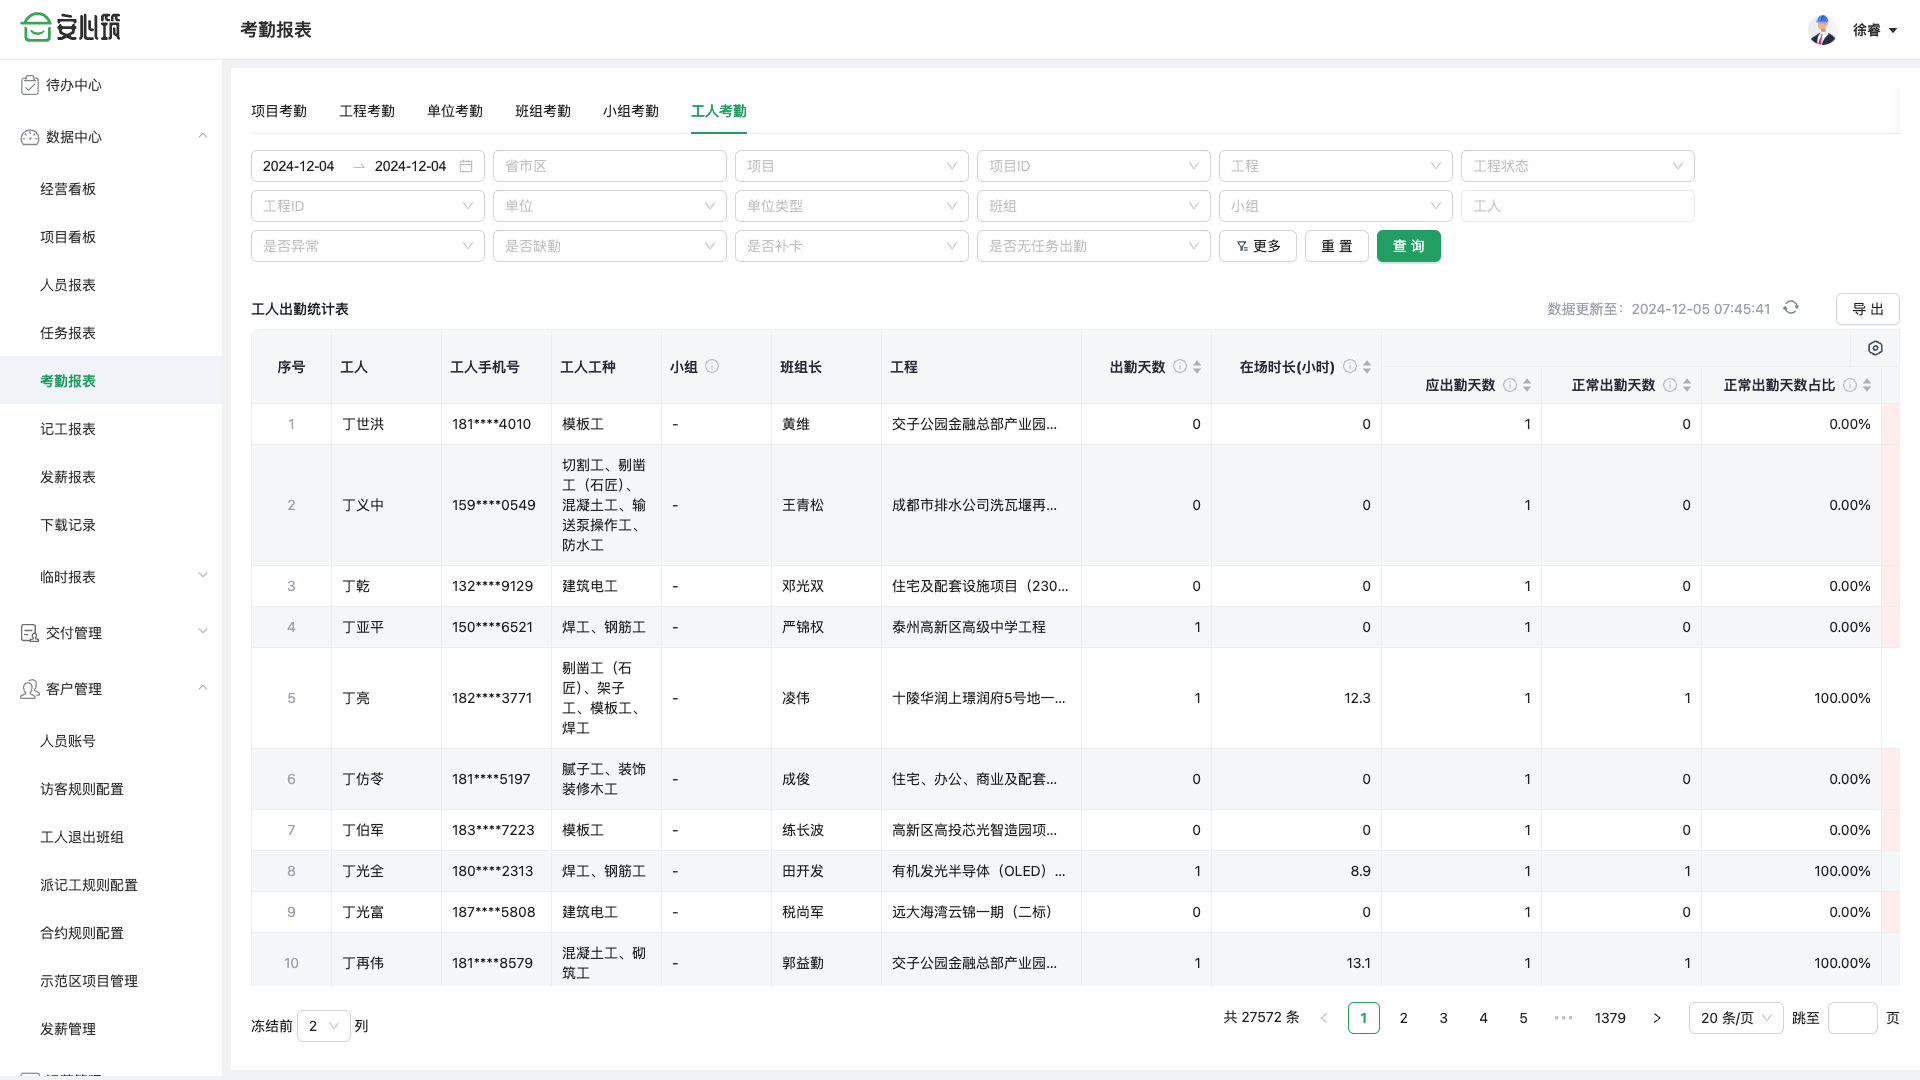 安心筑
考勤报表
徐睿
待办中心
数据中心
经营看板
项目看板
人员报表
任务报表
考勤报表
记工报表
发薪报表
下载记录
临时报表
交付管理
客户管理
人员账号
访客规则配置
工人退出班组
派记工规则配置
合约规则配置
示范区项目管理
发薪管理
项目考勤 工程考勤 单位考勤 班组考勤 小组考勤 工人考勤
2024-12-04 → 2024-12-04 省市区 项目 项目ID 工程 工程状态
工程ID 单位 单位类型 班组 小组 工人
是否异常 是否缺勤 是否补卡 是否无任务出勤 更多 重 置 查 询
工人出勤统计表 数据更新至：2024-12-05 07:45:41 导 出
序号 工人 工人手机号 工人工种 小组 班组长 工程 出勤天数 在场时长(小时) 应出勤天数 正常出勤天数 正常出勤天数占比
1 丁世洪 181****4010 模板工 - 黄维 交子公园金融总部产业园... 0 0 1 0 0.00%
2 丁义中 159****0549 切割工、剔凿
工（石匠）、
混凝土工、输
送泵操作工、
防水工 - 王青松 成都市排水公司洗瓦堰再... 0 0 1 0 0.00%
3 丁乾 132****9129 建筑电工 - 邓光双 住宅及配套设施项目（230... 0 0 1 0 0.00%
4 丁亚平 150****6521 焊工、钢筋工 - 严锦权 泰州高新区高级中学工程 1 0 1 0 0.00%
5 丁亮 182****3771 剔凿工（石
匠）、架子
工、模板工、
焊工 - 凌伟 十陵华润上璟润府5号地一... 1 12.3 1 1 100.00%
6 丁仿苓 181****5197 腻子工、装饰
装修木工 - 成俊 住宅、办公、商业及配套... 0 0 1 0 0.00%
7 丁伯军 183****7223 模板工 - 练长波 高新区高投芯光智造园项... 0 0 1 0 0.00%
8 丁光全 180****2313 焊工、钢筋工 - 田开发 有机发光半导体（OLED）... 1 8.9 1 1 100.00%
9 丁光富 187****5808 建筑电工 - 税尚军 远大海湾云锦一期（二标） 0 0 1 0 0.00%
10 丁再伟 181****8579 混凝土工、砌
筑工 - 郭益勤 交子公园金融总部产业园... 1 13.1 1 1 100.00%
冻结前 2 列 共 27572 条 < 1 2 3 4 5 ••• 1379 > 20 条/页 跳至 页